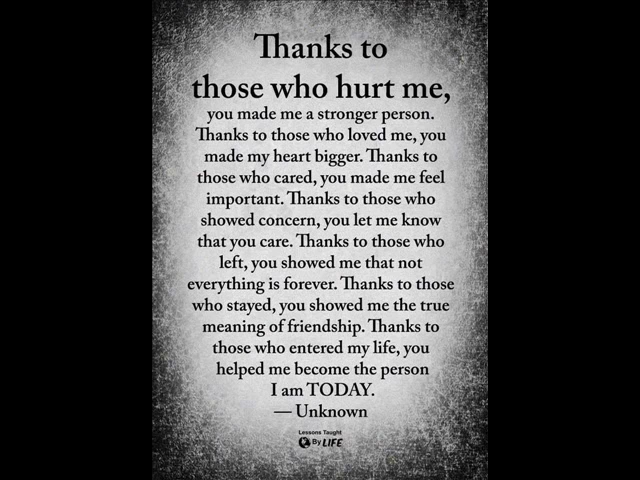 Thanks to
those who hurt me,
you made me a stronger person.
Thanks to those who loved me, you
made my heart bigger. Thanks to
those who cared, you made me feel
important. Thanks to those who
showed concern, you let me know
that you care. Thanks to those who
left, you showed me that not
everything is forever. Thanks to those
who stayed, you showed me the true
meaning of friendship. Thanks to
those who entered my life, you
helped me become the person
I am TODAY.
— Unknown
Lessons Taught
By LIFE